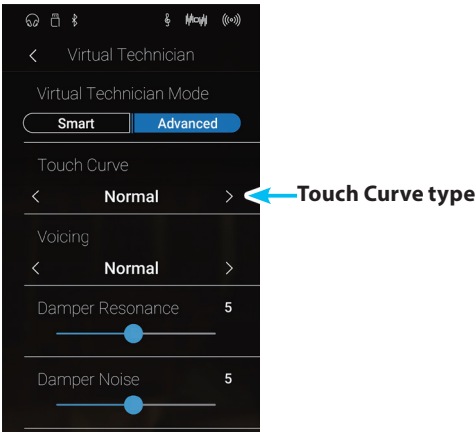 Virtual Technician
Virtual Technician Mode
Smart Advanced
Touch Curve
Normal
Touch Curve type
Voicing
Normal
Damper Resonance 5
Damper Noise 5